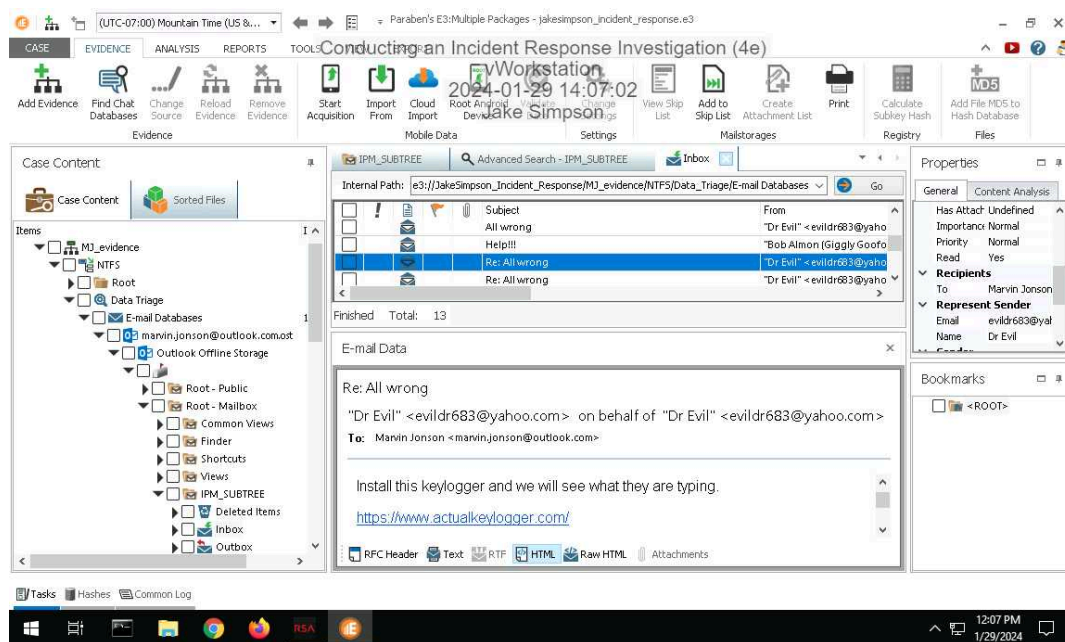 (UTC-07:00) Mountain Time (US &...
Paraben's E3:Multiple Packages - jakesimpson_incident_response.e3
CASE EVIDENCE ANALYSIS REPORTS TOOLS
Conducting an Incident Response Investigation (4e)
vWorkstation
2024-01-29 14:07:02
Jake Simpson
Add Evidence
Find Chat Databases
Change Source
Reload Evidence
Remove Evidence
Evidence
Start Acquisition
Import From
Cloud Import
Root Android Device
Mobile Data
Change Settings
Settings
View Skip List
Add to Skip List
Create Attachment List
Print
Mailstorages
Calculate Subkey Hash
Registry
Add File MD5 to Hash Database
Files
Case Content
Case Content
Sorted Files
Items
MJ_evidence
NTFS
Root
Data Triage
E-mail Databases
marvin.jonson@outlook.com.ost
Outlook Offline Storage
Root - Public
Root - Mailbox
Common Views
Finder
Shortcuts
Views
IPM_SUBTREE
Deleted Items
Inbox
Outbox
IPM_SUBTREE
Advanced Search - IPM_SUBTREE
Inbox
Internal Path: e3://JakeSimpson_Incident_Response/MJ_evidence/NTFS/Data_Triage/E-mail Databases
Go
Subject From
All wrong "Dr Evil" <evildr683@yaho
Help!!! "Bob Almon (Giggly Goofo
Re: All wrong "Dr Evil" <evildr683@yaho
Re: All wrong "Dr Evil" <evildr683@yaho
Finished Total: 13
E-mail Data
Re: All wrong
"Dr Evil" <evildr683@yahoo.com> on behalf of "Dr Evil" <evildr683@yahoo.com>
To: Marvin Jonson <marvin.jonson@outlook.com>
Install this keylogger and we will see what they are typing.
https://www.actualkeylogger.com/
RFC Header Text RTF HTML Raw HTML Attachments
Properties
General Content Analysis
Has Attach Undefined
Importanc Normal
Priority Normal
Read Yes
Recipients
To Marvin Jonson
Represent Sender
Email evildr683@yah
Name Dr Evil
Bookmarks
<ROOT>
Tasks Hashes Common Log
RSA
12:07 PM
1/29/2024